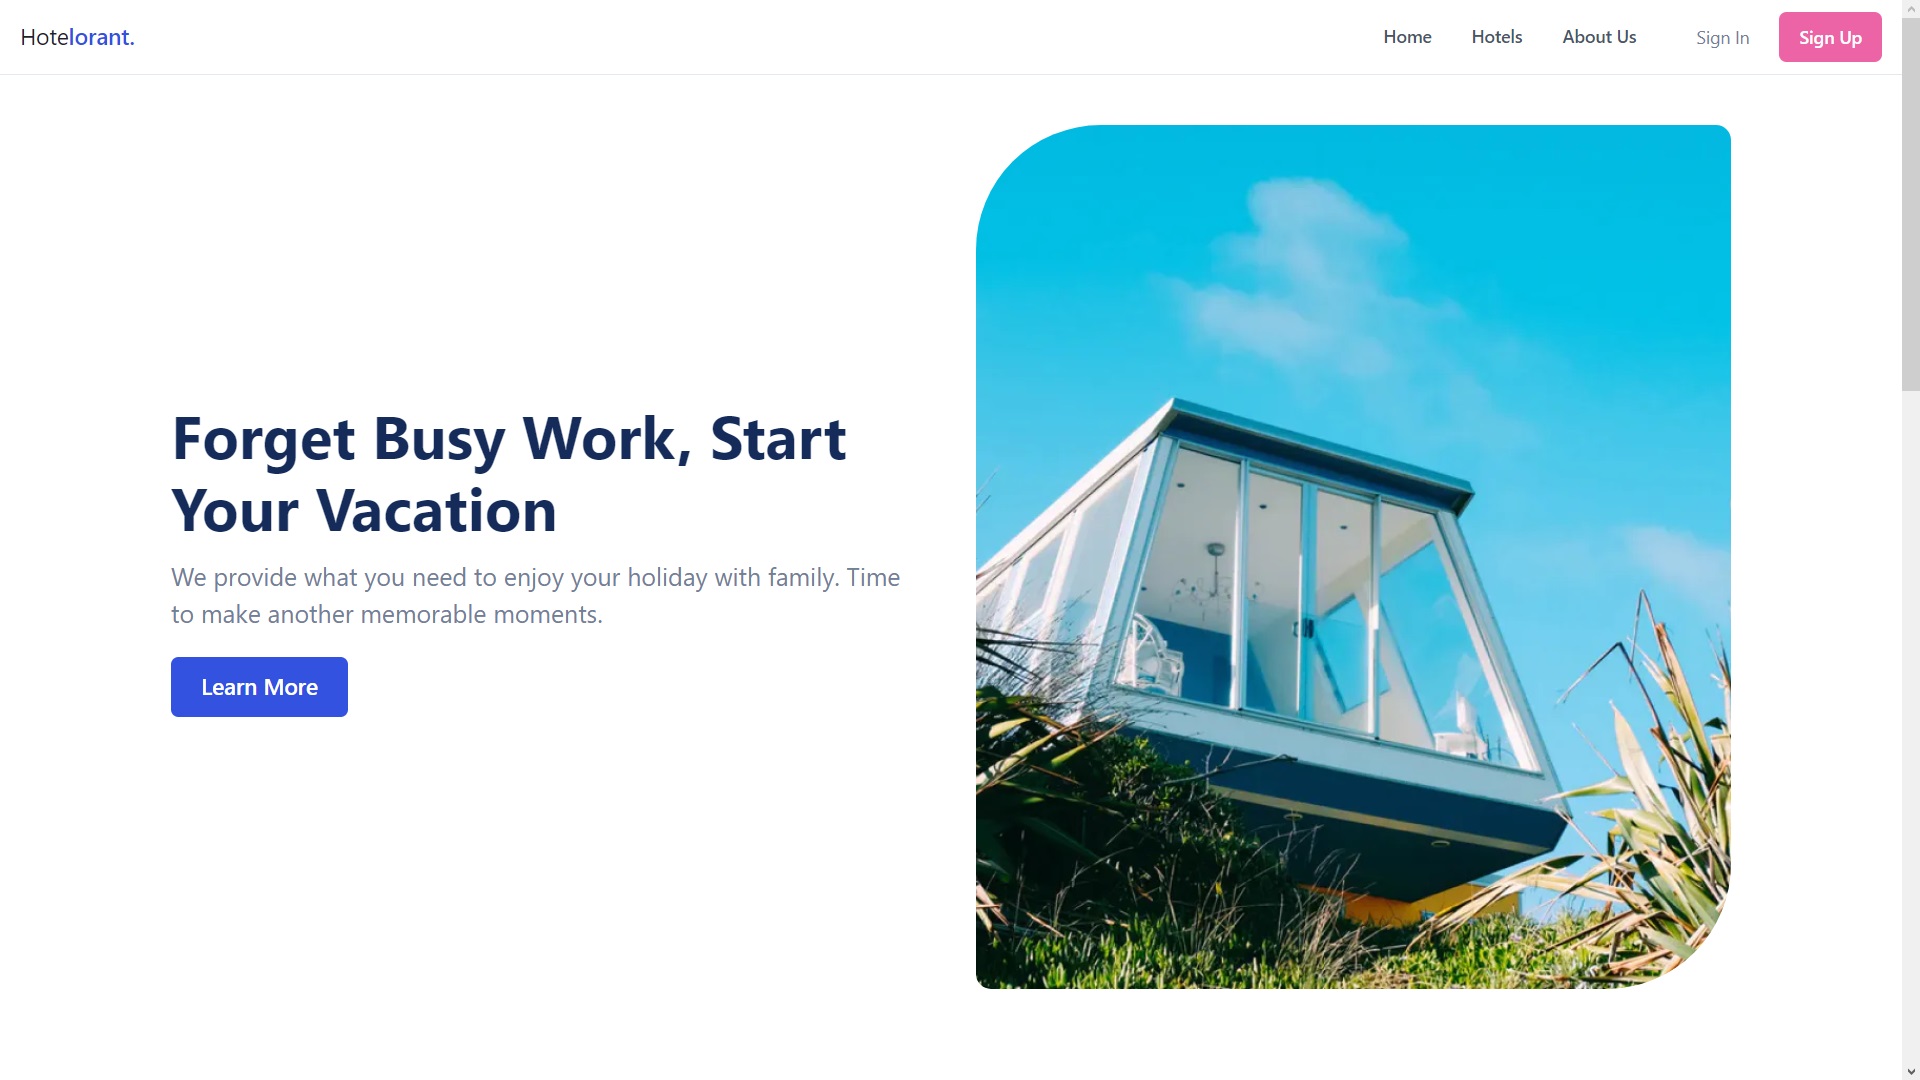 Hotelorant.
Home
Hotels
About Us
Sign In
Sign Up
Forget Busy Work, Start
Your Vacation
We provide what you need to enjoy your holiday with family. Time
to make another memorable moments.
Learn More